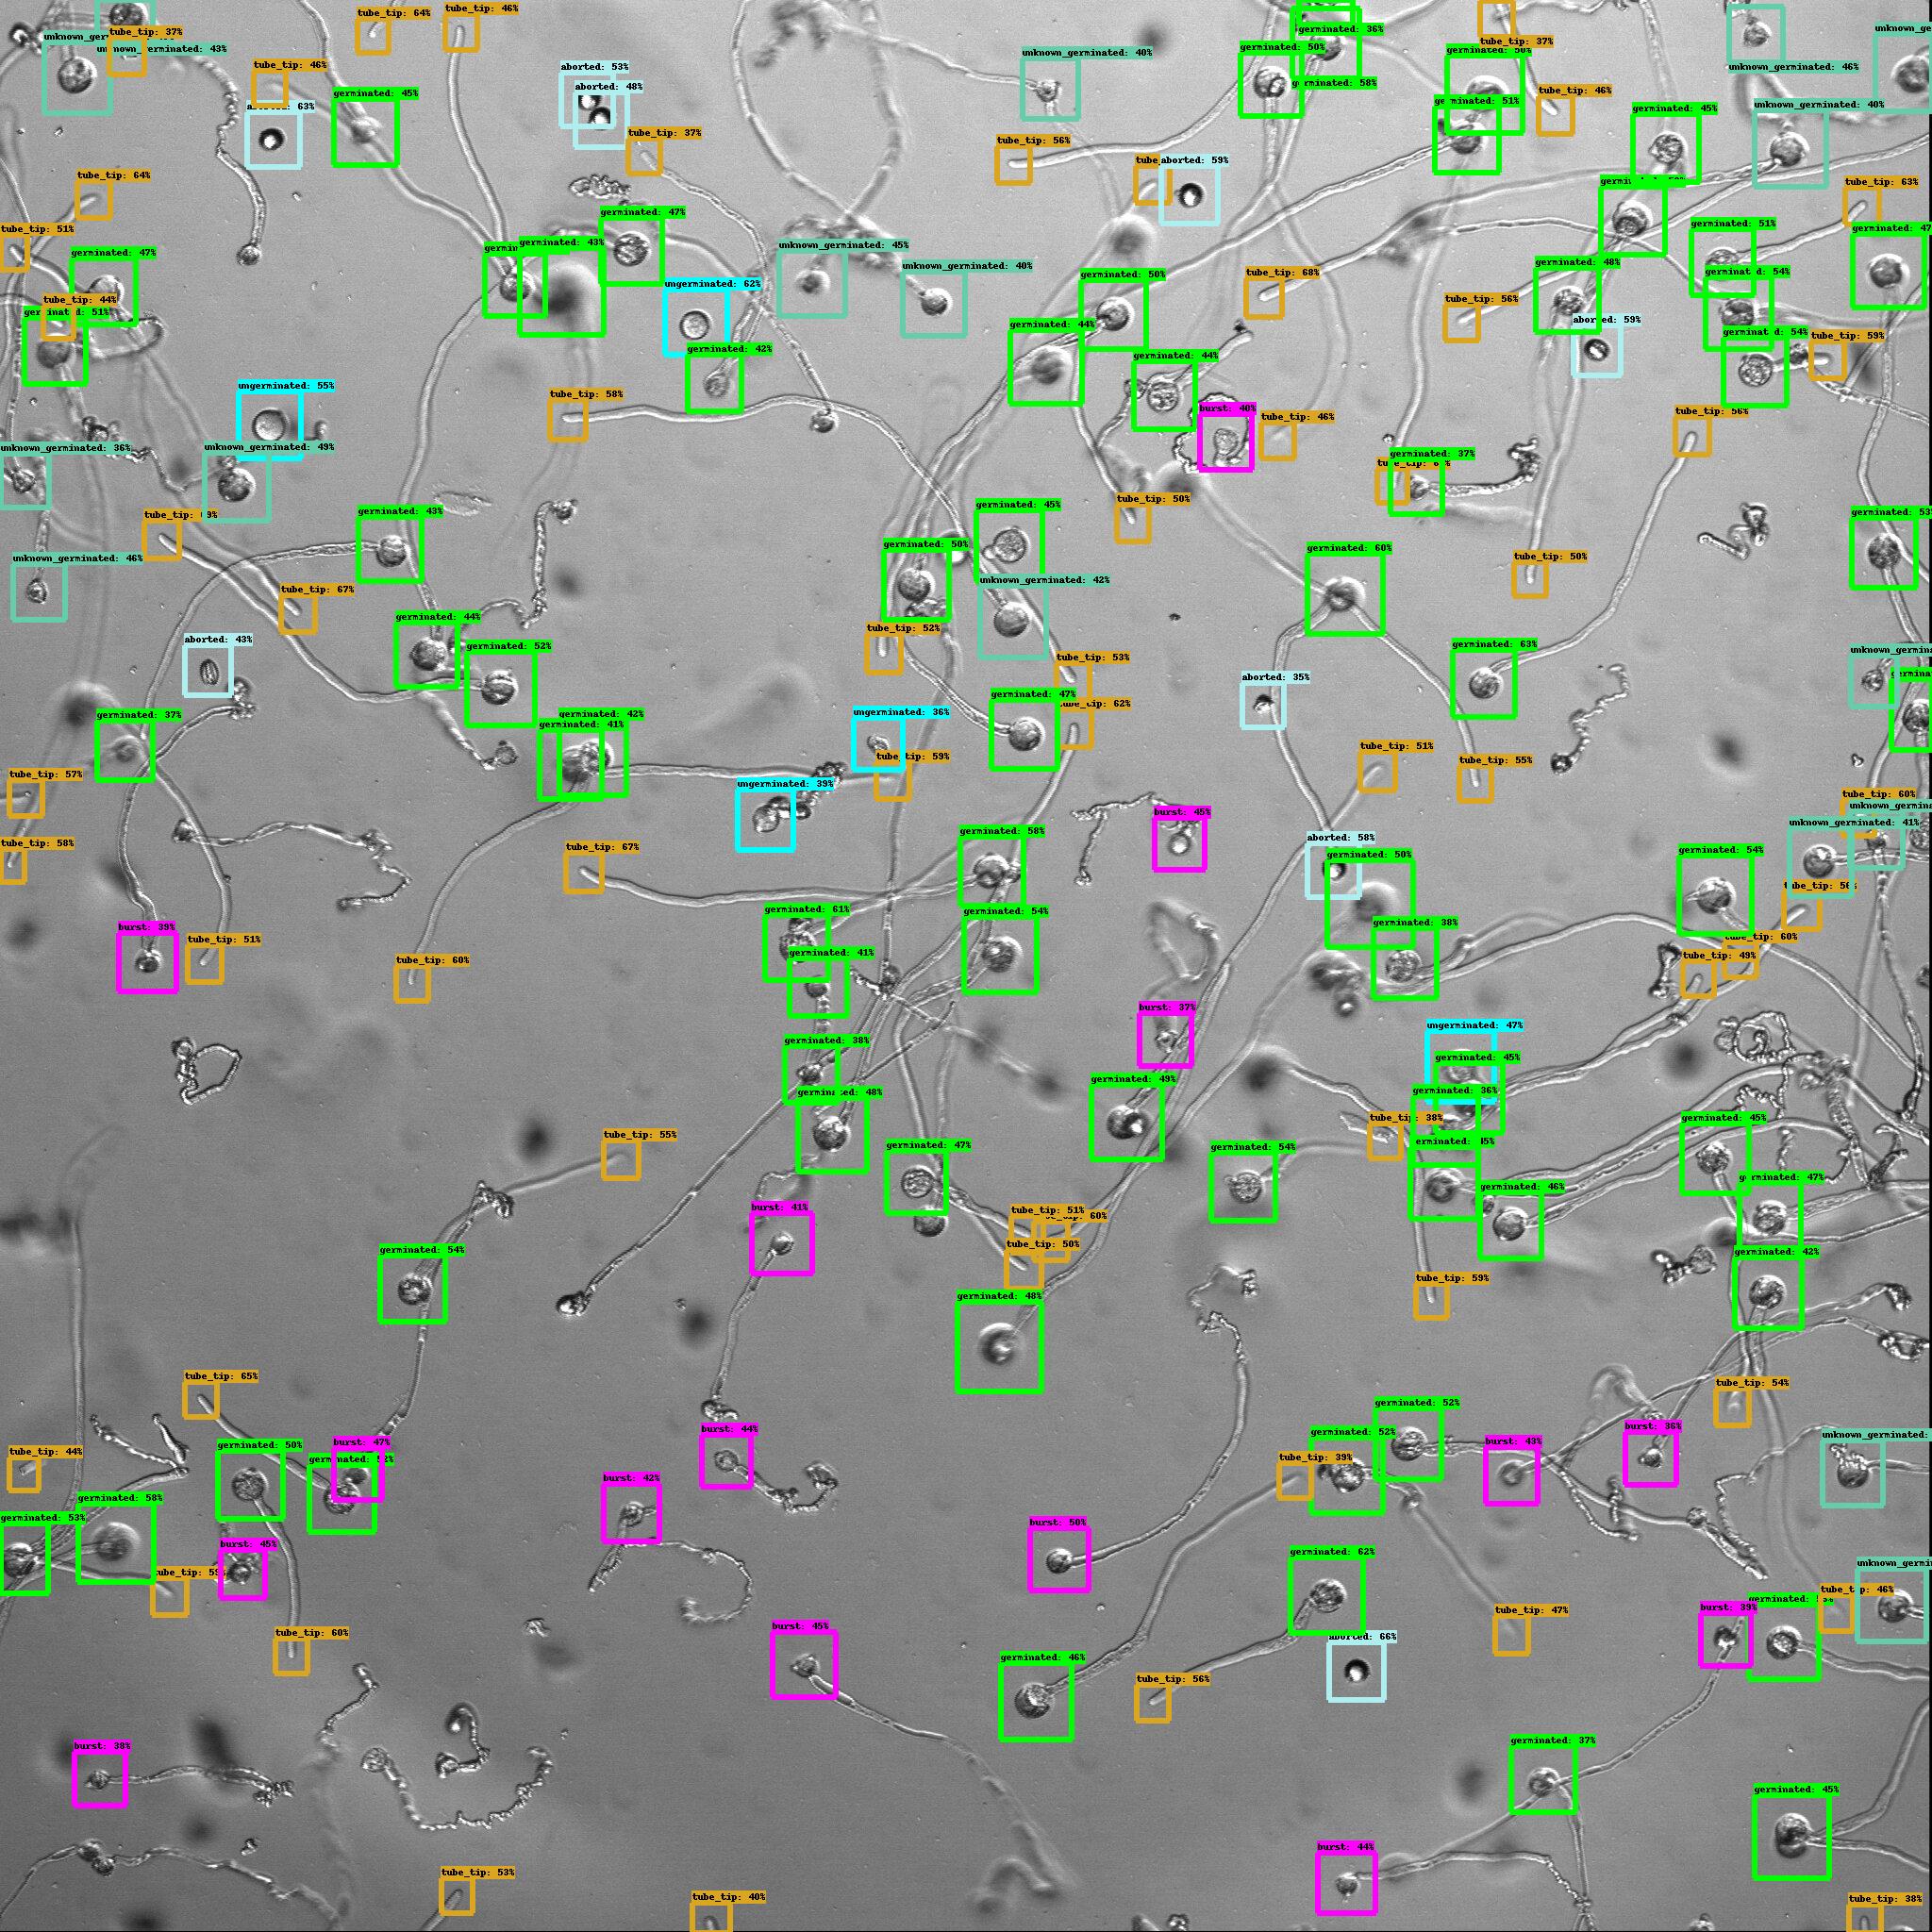 tube_tip: 64%
tube_tip: 46%
tube_tip: 37%
unknown_germinated: 43%
tube_tip: 46%
aborted: 53%
aborted: 48%
germinated: 45%
tube_tip: 37%
unknown_germinated: 40%
germinated: 36%
germinated: 50%
germinated: 58%
tube_tip: 37%
unknown_germinated: 46%
tube_tip: 46%
germinated: 51%
germinated: 45%
unknown_germinated: 40%
tube_tip: 56%
aborted: 59%
tube_tip: 64%
tube_tip: 63%
tube_tip: 51%
germinated: 47%
germinated: 47%
germinated: 43%
unknown_germinated: 45%
unknown_germinated: 40%
germinated: 51%
tube_tip: 68%
germinated: 50%
germinated: 48%
germinated: 54%
ungerminated: 62%
tube_tip: 44%
germinated: 44%
tube_tip: 56%
aborted: 59%
germinated: 54%
tube_tip: 59%
germinated: 42%
germinated: 44%
ungerminated: 55%
tube_tip: 58%
burst: 40%
tube_tip: 46%
tube_tip: 56%
unknown_germinated: 36%
unknown_germinated: 49%
germinated: 37%
tube_tip: 50%
germinated: 43%
germinated: 45%
germinated: 50%
germinated: 60%
tube_tip: 50%
unknown_germinated: 46%
unknown_germinated: 42%
tube_tip: 67%
germinated: 44%
tube_tip: 52%
aborted: 43%
germinated: 52%
tube_tip: 53%
germinated: 63%
aborted: 35%
germinated: 47%
germinated: 37%
germinated: 42%
germinated: 41%
ungerminated: 36%
tube_tip: 51%
tube_tip: 59%
tube_tip: 55%
tube_tip: 57%
ungerminated: 39%
tube_tip: 60%
burst: 45%
unknown_germinated: 41%
germinated: 58%
aborted: 58%
tube_tip: 58%
tube_tip: 67%
germinated: 50%
germinated: 54%
germinated: 61%
germinated: 54%
germinated: 38%
burst: 39%
tube_tip: 51%
germinated: 41%
tube_tip: 60%
tube_tip: 60%
tube_tip: 49%
burst: 37%
ungerminated: 47%
germinated: 38%
germinated: 45%
germinated: 49%
germinated: 48%
germinated: 36%
tube_tip: 38%
germinated: 45%
tube_tip: 55%
germinated: 47%
germinated: 54%
germinated: 45%
germinated: 47%
germinated: 46%
burst: 41%
tube_tip: 51%
tube_tip: 50%
germinated: 54%
germinated: 42%
tube_tip: 59%
germinated: 48%
tube_tip: 65%
tube_tip: 54%
germinated: 52%
burst: 44%
burst: 36%
germinated: 52%
germinated: 50%
burst: 47%
burst: 43%
tube_tip: 44%
tube_tip: 39%
burst: 42%
germinated: 58%
germinated: 53%
burst: 50%
burst: 45%
germinated: 62%
tube_tip: 46%
burst: 39%
tube_tip: 47%
burst: 45%
tube_tip: 60%
aborted: 66%
germinated: 46%
tube_tip: 56%
burst: 38%
germinated: 37%
germinated: 45%
burst: 44%
tube_tip: 53%
tube_tip: 40%
tube_tip: 38%